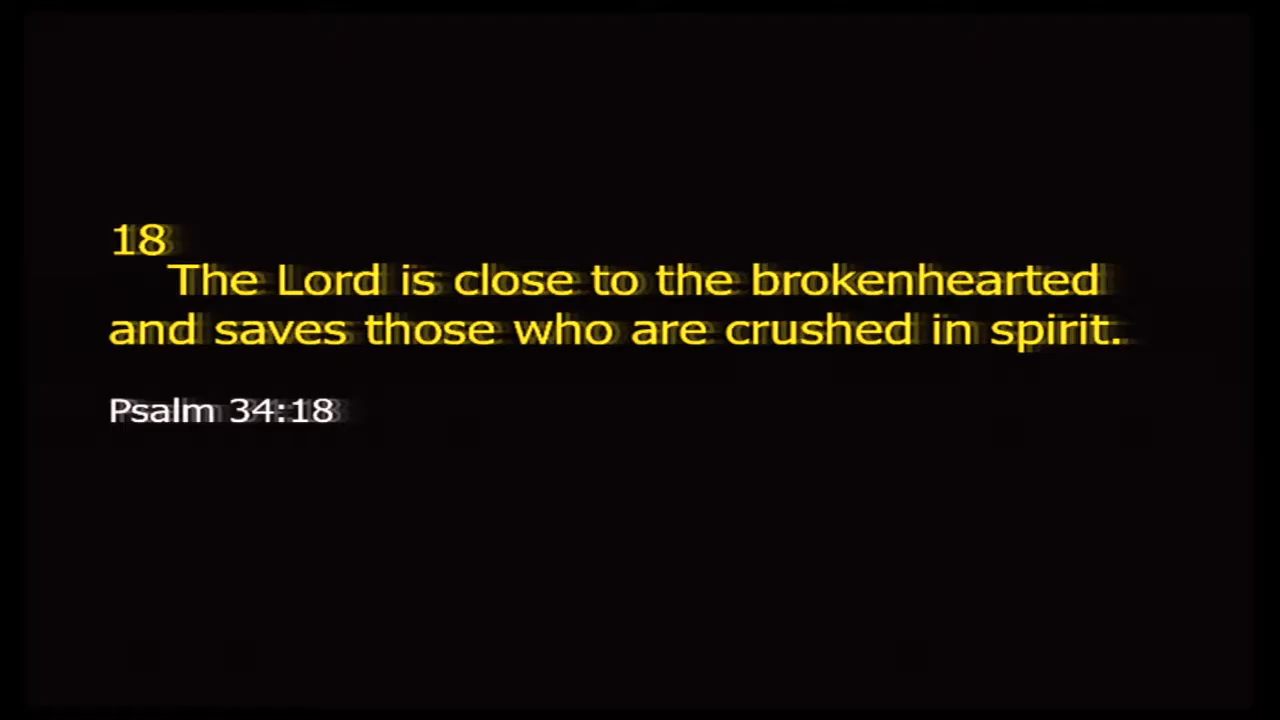 18
The Lord is close to the brokenhearted
and saves those who are crushed in spirit.
Psalm 34:18